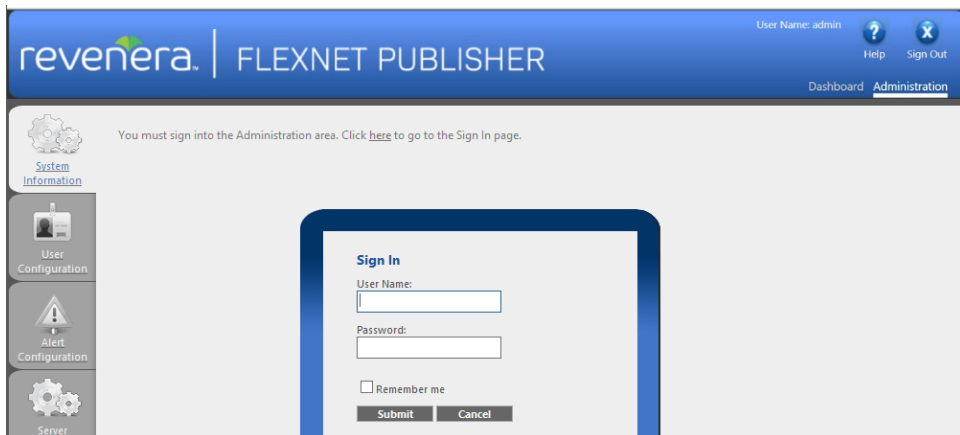 revenera. FLEXNET PUBLISHER
User Name: admin
? X
Help Sign Out
Dashboard Administration
You must sign into the Administration area. Click here to go to the Sign In page.
System
Information
User
Configuration
Alert
Configuration
Server
Sign In
User Name:
Password:
Remember me
Submit Cancel